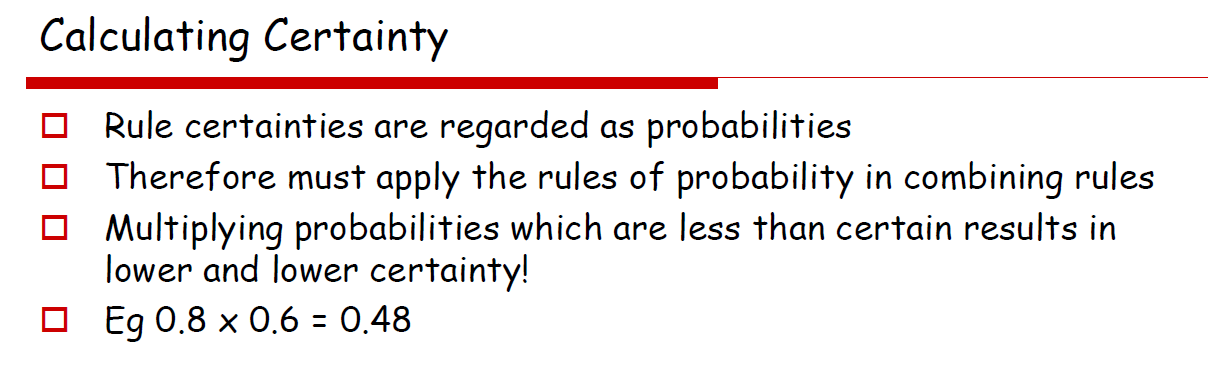 Calculating Certainty
Rule certainties are regarded as probabilities
Therefore must apply the rules of probability in combining rules
Multiplying probabilities which are less than certain results in
lower and lower certainty!
Eg 0.8 x 0.6 = 0.48